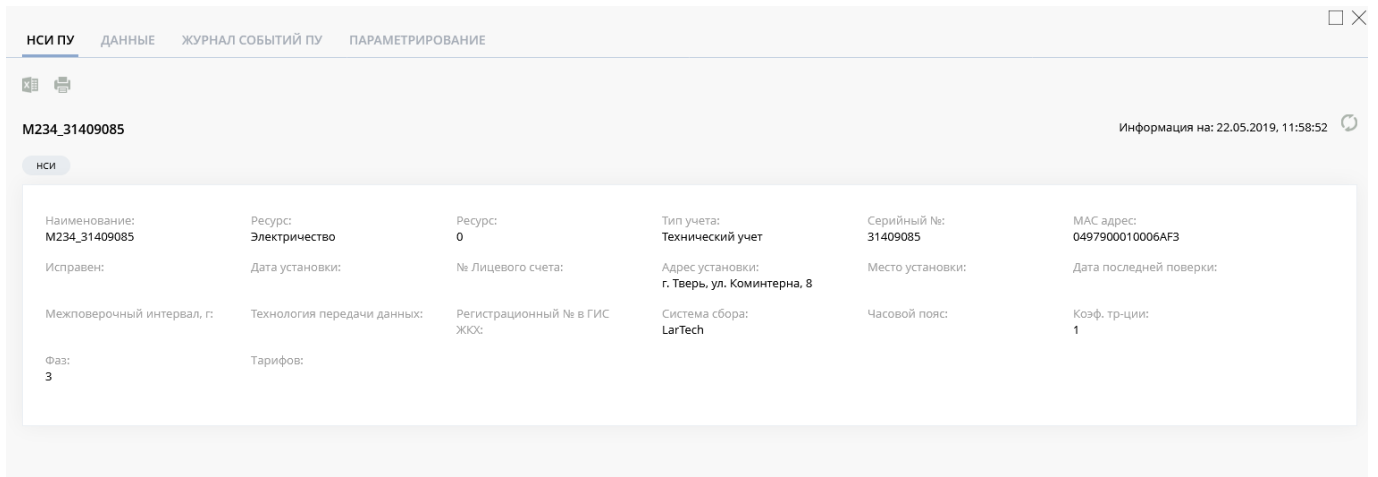 НСИ ПУ ДАННЫЕ ЖУРНАЛ СОБЫТИЙ ПУ ПАРАМЕТРИРОВАНИЕ
М234_31409085
Информация на: 22.05.2019, 11:58:52
нси
Наименование: Ресурс: Ресурс: Тип учета: Серийный №: МАС адрес:
М234_31409085 Электричество 0 Технический учет 31409085 0497900010006AF3
Исправен: Дата установки: № Лицевого счета: Адрес установки: Место установки: Дата последней поверки:
г. Тверь, ул. Коминтерна, 8
Межповерочный интервал, г: Технология передачи данных: Регистрационный № в ГИС Система сбора: Часовой пояс: Коэф. тр-ции:
ЖКХ: LarTech 1
Фаз: Тарифов:
3